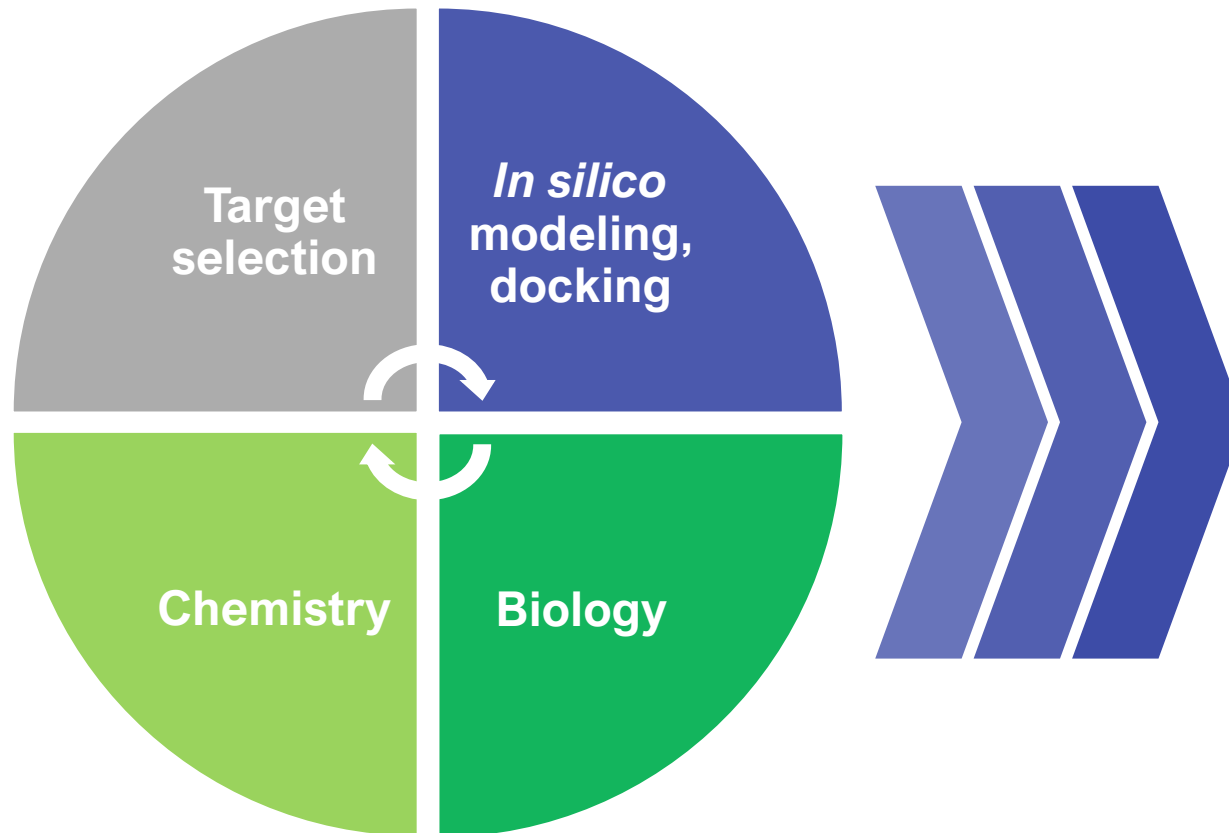 Target
selection
In silico
modeling,
docking
Chemistry
Biology